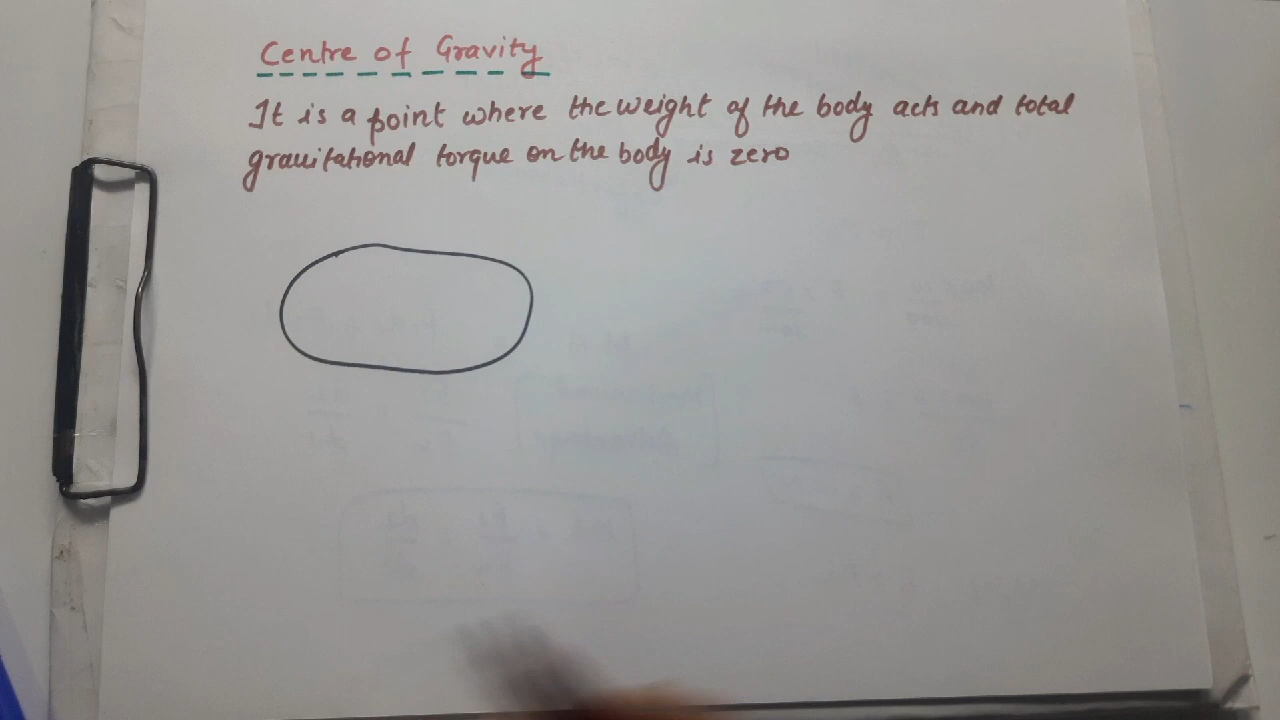 Centre of Gravity
It is a point where the weight of the body acts and total
gravitational torque on the body is zero